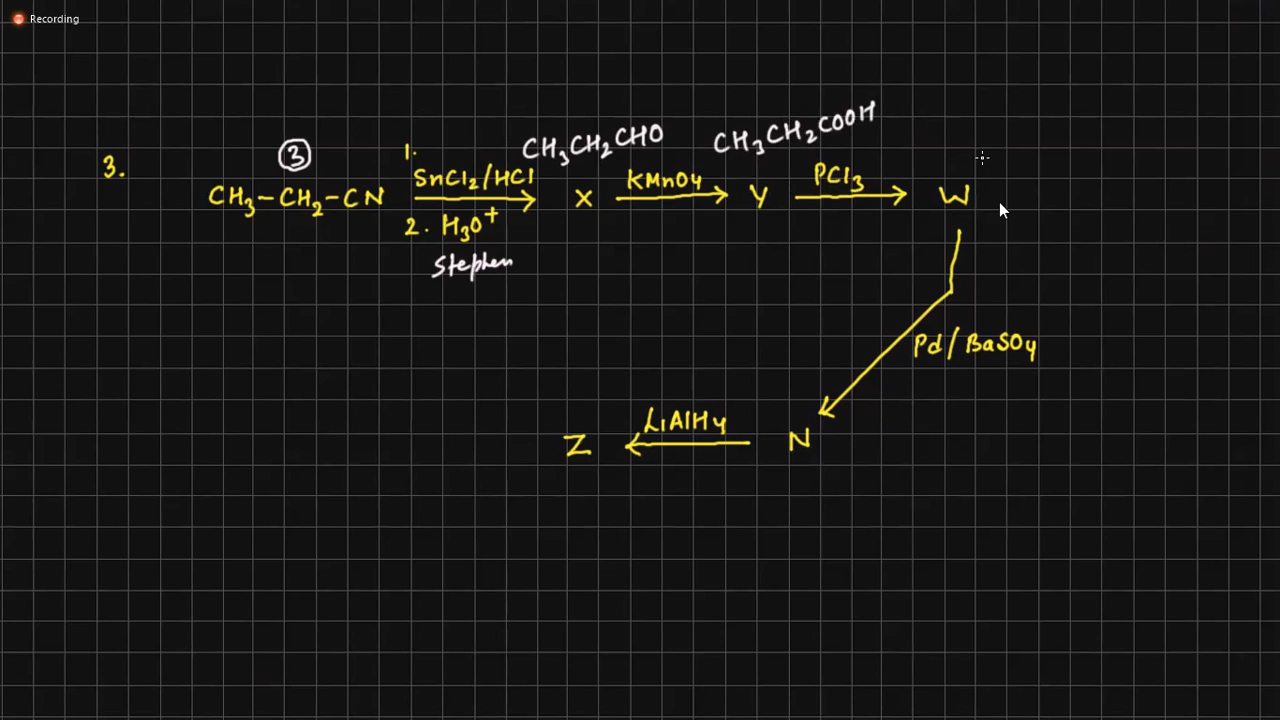 Recording
3.
③
CH₃-CH₂-CN
1. SnCl₂/HCl
2. H₃O⁺
Stephen
CH₃CH₂CHO
X
KMnO₄
CH₃CH₂COOH
Y
PCl₃
W
Pd/BaSO₄
N
LiAlH₄
Z